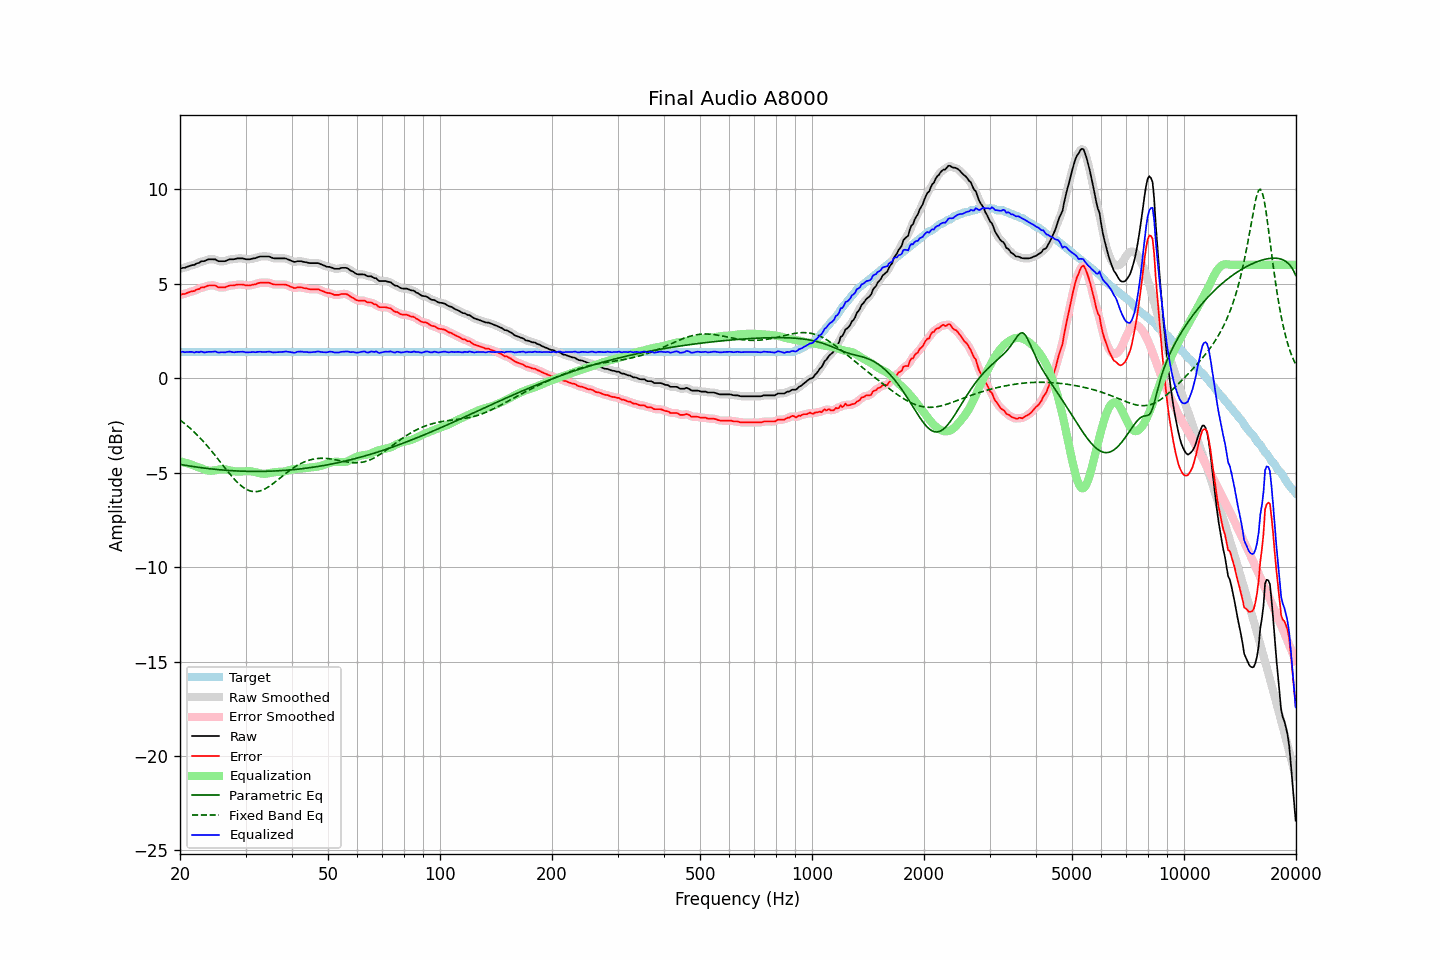 Final Audio A8000
Amplitude (dBr)
10
5
0
−5
−10
−15
−20
−25
Target
Raw Smoothed
Error Smoothed
Raw
Error
Equalization
Parametric Eq
Fixed Band Eq
Equalized
20 50 100 200 500 1000 2000 5000 10000 20000
Frequency (Hz)